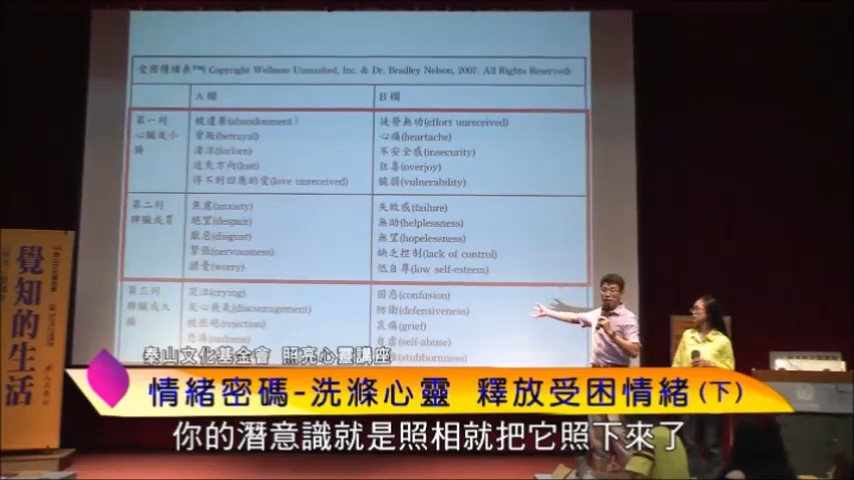 受困情緒表™( Copyright Wellness Unmasked, Inc. & Dr. Bradley Nelson, 2007. All Rights Reserved)
A 欄 B 欄
第一列 被遺棄(abandonment) 徒勞無功(effort unreceived)
心臟或小 背叛(betrayal) 心痛(heartache)
腸 淒涼(forlorn) 不安全感(insecurity)
迷失方向(lost) 狂喜(overjoy)
得不到回應的愛(love unreceived) 脆弱(vulnerability)
第二列 焦慮(anxiety) 失敗感(failure)
脾臟或胃 絕望(despair) 無助(helplessness)
厭惡(disgust) 無望(hopelessness)
緊張(nervousness) 缺乏控制(lack of control)
擔憂(worry) 低自尊(low self-esteem)
第三列 哭泣(crying) 困惑(confusion)
肺臟或大 灰心喪氣(discouragement) 防衛(defensiveness)
(rejection) 哀痛(grief)
(sadness) 自虐(self-abuse)
(stubbornness)
覺知的生活
泰山文化基金會 照亮心靈講座
情緒密碼-洗滌心靈 釋放受困情緒(下)
你的潛意識就是照相就把它照下來了